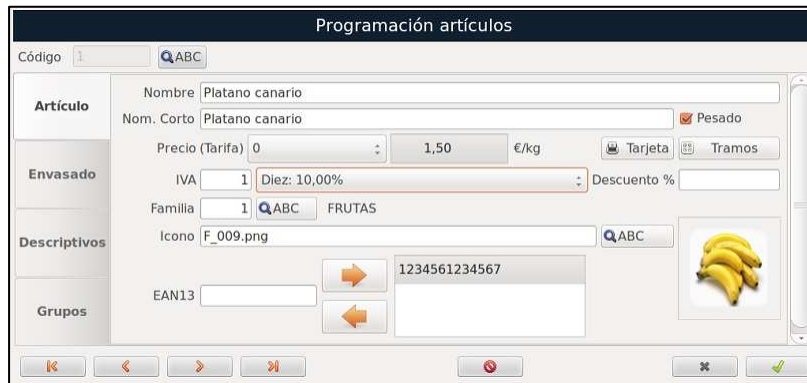 Programación artículos
Código 1 ABC
Artículo
Nombre Platano canario
Nom. Corto Platano canario Pesado
Precio (Tarifa) 0 1,50 €/kg Tarjeta Tramos
Envasado
IVA 1 Diez: 10,00% Descuento %
Familia 1 ABC FRUTAS
Descriptivos
Icono F_009.png ABC
1234561234567
EAN13
Grupos